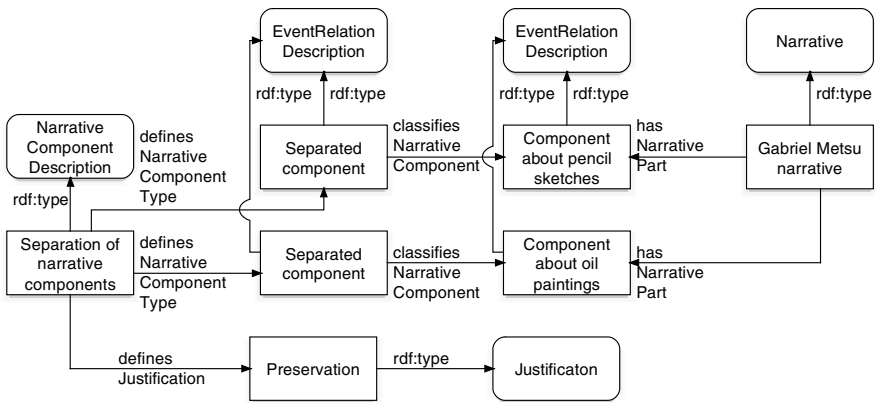 EventRelation
Description
EventRelation
Description
Narrative
rdf:type
rdf:type
rdf:type
rdf:type
rdf:type
Narrative
Component
Description
defines
Narrative
Component
Type
Separated
component
classifies
Narrative
Component
Component
about pencil
sketches
has
Narrative
Part
Gabriel Metsu
narrative
rdf:type
Separation of
narrative
components
defines
Narrative
Component
Type
Separated
component
classifies
Narrative
Component
Component
about oil
paintings
has
Narrative
Part
defines
Justification
Preservation
rdf:type
Justificaton